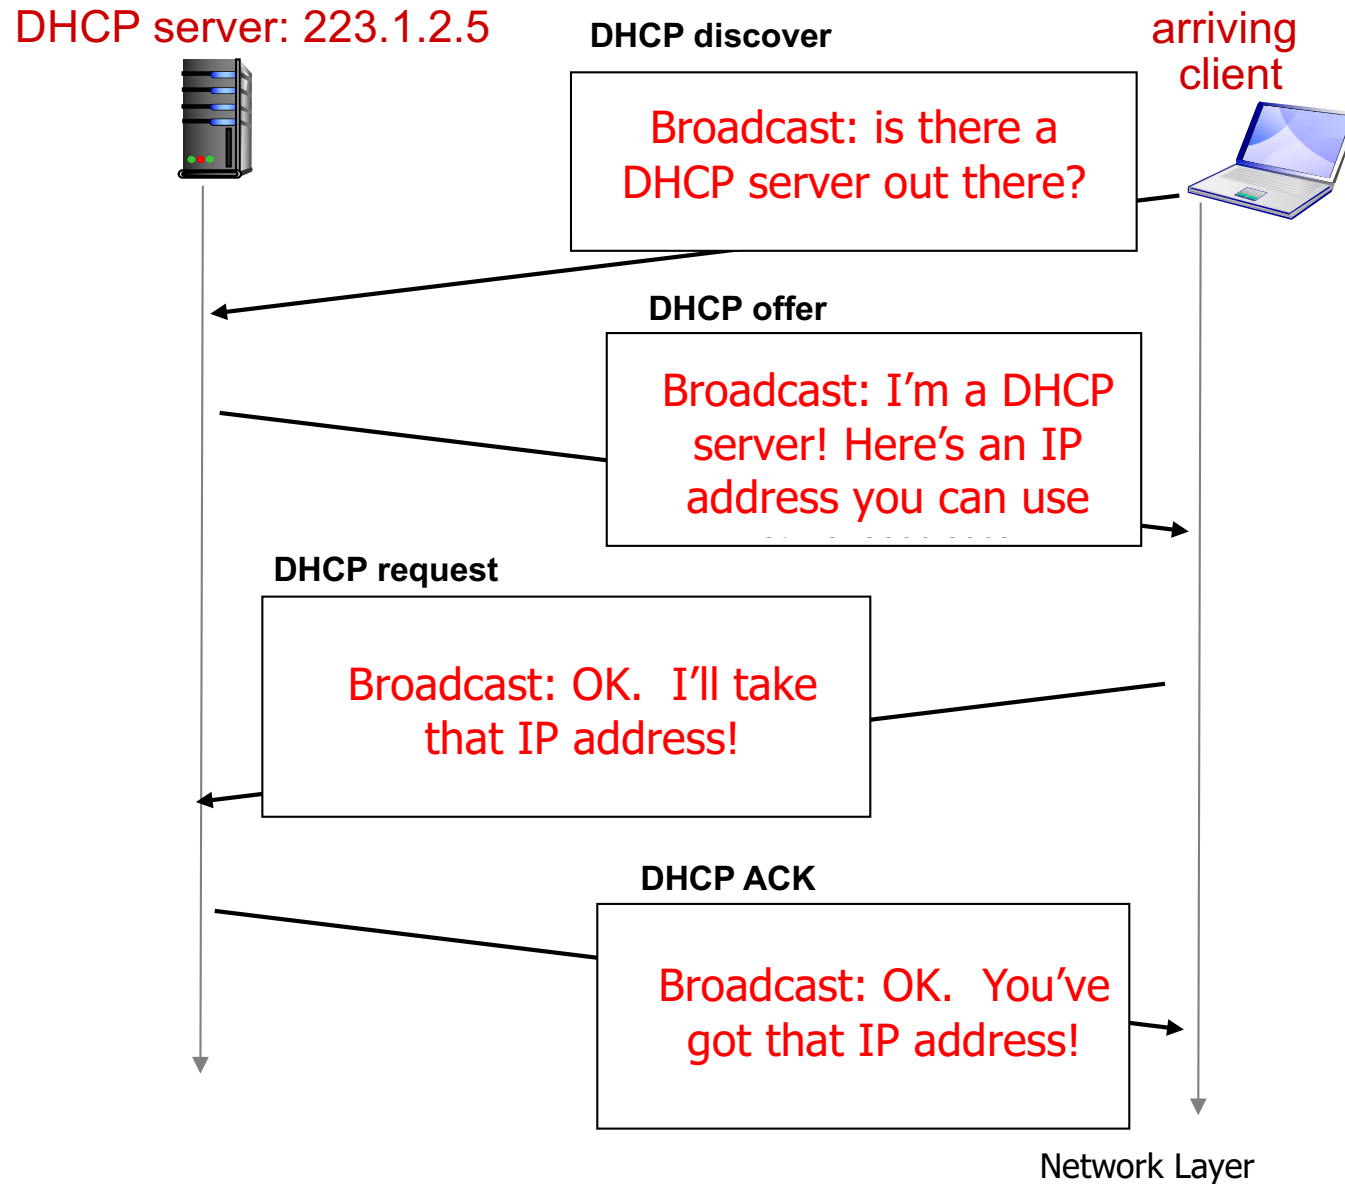 DHCP server: 223.1.2.5
DHCP discover
arriving
client
Broadcast: is there a
DHCP server out there?
DHCP offer
Broadcast: I’m a DHCP
server! Here’s an IP
address you can use
DHCP request
Broadcast: OK.  I’ll take
that IP address!
DHCP ACK
Broadcast: OK.  You’ve
got that IP address!
Network Layer